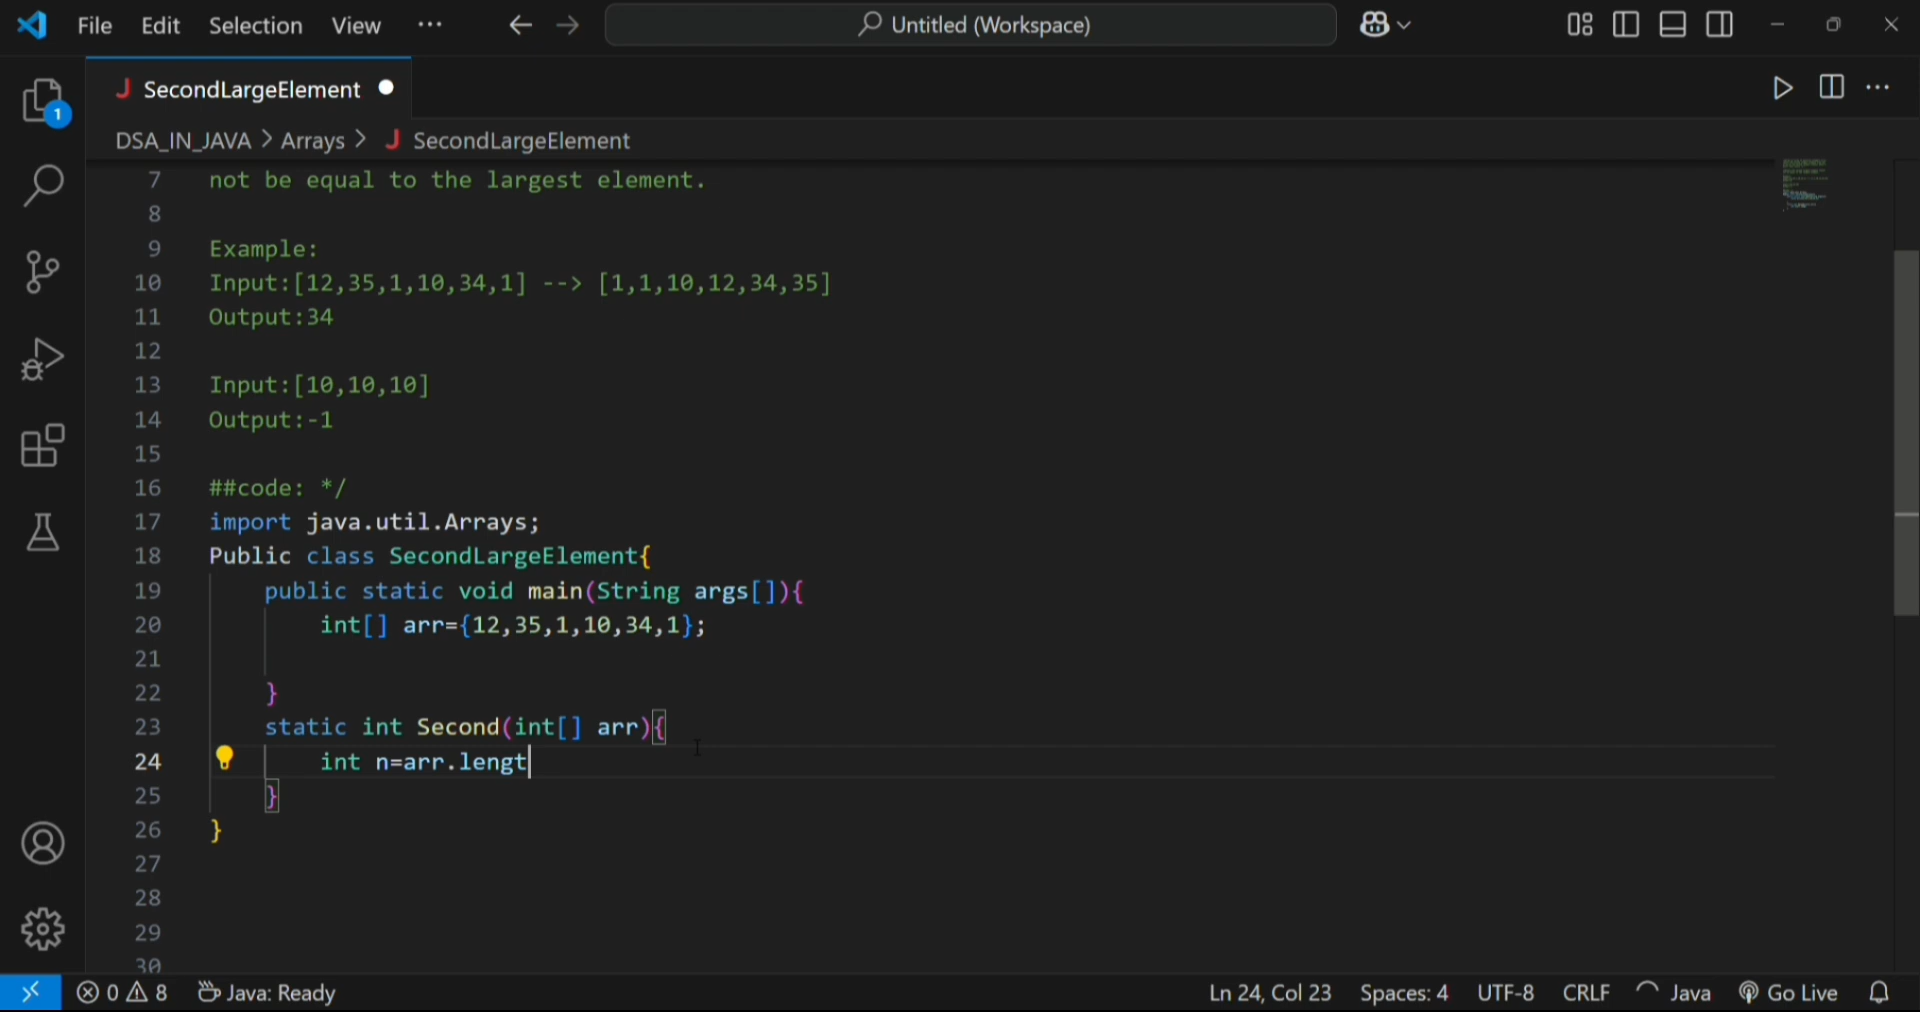 File Edit Selection View ··· Untitled (Workspace)
1
SecondLargeElement
DSA_IN_JAVA > Arrays > J SecondLargeElement
7 not be equal to the largest element.
8
9 Example:
10 Input:[12,35,1,10,34,1] --> [1,1,10,12,34,35]
11 Output:34
12
13 Input:[10,10,10]
14 Output:-1
15
16 ##code: */
17 import java.util.Arrays;
18 Public class SecondLargeElement{
19 public static void main(String args[]){
20 int[] arr={12,35,1,10,34,1};
21
22 }
23 static int Second(int[] arr){
24 int n=arr.lengt
25 }
26 }
27
28
29
30
0 8 Java: Ready Ln 24, Col 23 Spaces: 4 UTF-8 CRLF Java Go Live